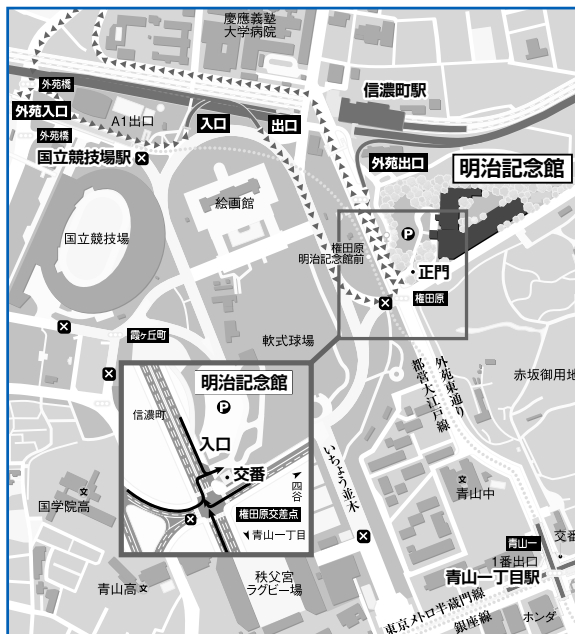 慶應義塾
大学病院
外苑橋
外苑入口
外苑橋
A1出口
入口
出口
信濃町駅
外苑出口
明治記念館
国立競技場駅
絵画館
P
国立競技場
権田原
明治記念館前
正門
権田原
霞ヶ丘町
軟式球場
外苑東通り
都営大江戸線
赤坂御用地
明治記念館
信濃町
P
入口
交番
四谷
権田原交差点
青山一丁目
いちょう並木
国学院高
青山中
青山高
秩父宮
ラグビー場
青山一
交番
1番出口
青山一丁目駅
東京メトロ半蔵門線
銀座線
ホンダ